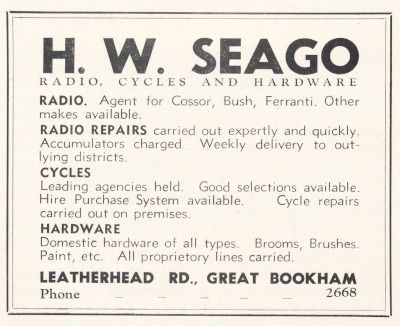 H. W. SEAGO
RADIO, CYCLES AND HARDWARE
RADIO. Agent for Cossor, Bush, Ferranti. Other
makes available.
RADIO REPAIRS carried out expertly and quickly.
Accumulators charged. Weekly delivery to out-
lying districts.
CYCLES
Leading agencies held. Good selections available.
Hire Purchase System available. Cycle repairs
carried out on premises.
HARDWARE
Domestic hardware of all types. Brooms, Brushes.
Paint, etc. All proprietory lines carried.
LEATHERHEAD RD., GREAT BOOKHAM
Phone _ _ _ _ _ 2668